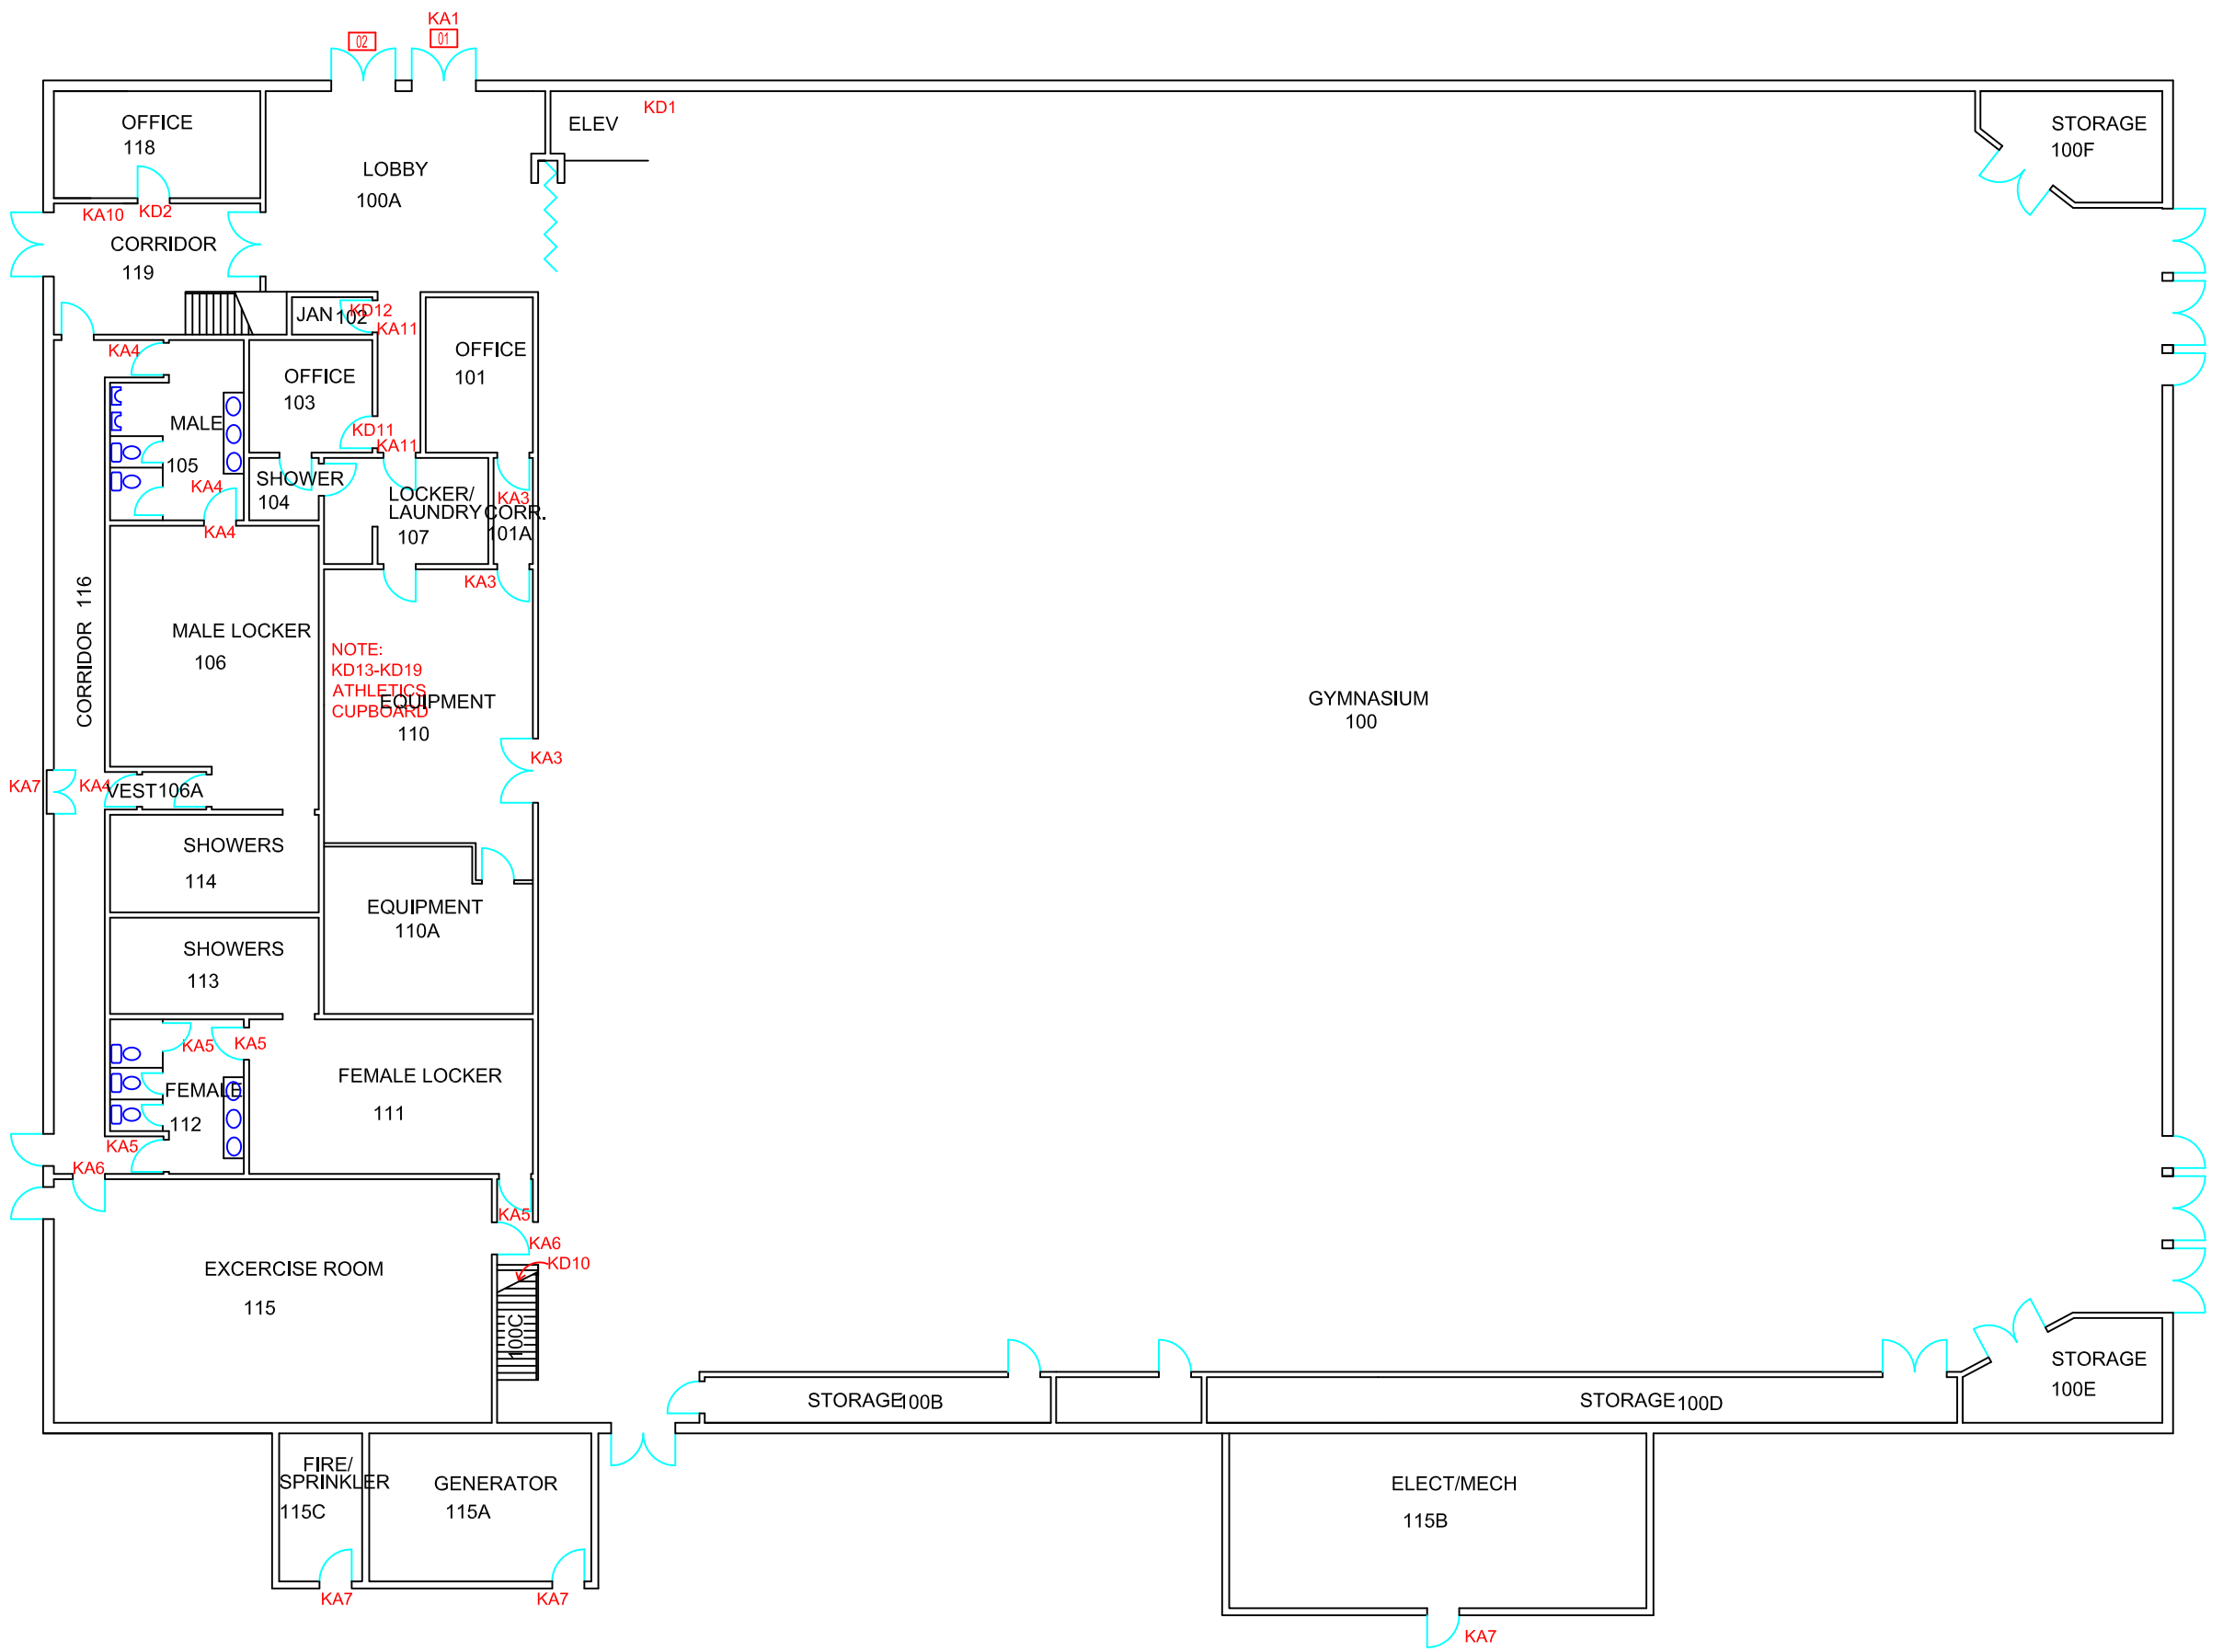 KA1
02
01
KD1
OFFICE
118
ELEV
STORAGE
100F
LOBBY
100A
KA10
KD2
CORRIDOR
119
JAN 102
KD12
KA11
KA4
OFFICE
103
OFFICE
101
MALE
105
KD11
KA11
KA4
SHOWER
104
LOCKER/
LAUNDRY
107
KA3
CORR.
101A
KA4
KA3
CORRIDOR 116
MALE LOCKER
106
NOTE:
KD13-KD19
ATHLETICS
CUPBOARD
EQUIPMENT
110
GYMNASIUM
100
KA3
KA7
KA4
VEST106A
SHOWERS
114
EQUIPMENT
110A
SHOWERS
113
KA5
KA5
FEMALE LOCKER
111
FEMALE
112
KA5
KA6
KA5
KA6
KD10
EXCERCISE ROOM
115
100C
STORAGE
100E
STORAGE 100B
STORAGE 100D
FIRE/
SPRINKLER
115C
GENERATOR
115A
ELECT/MECH
115B
KA7
KA7
KA7